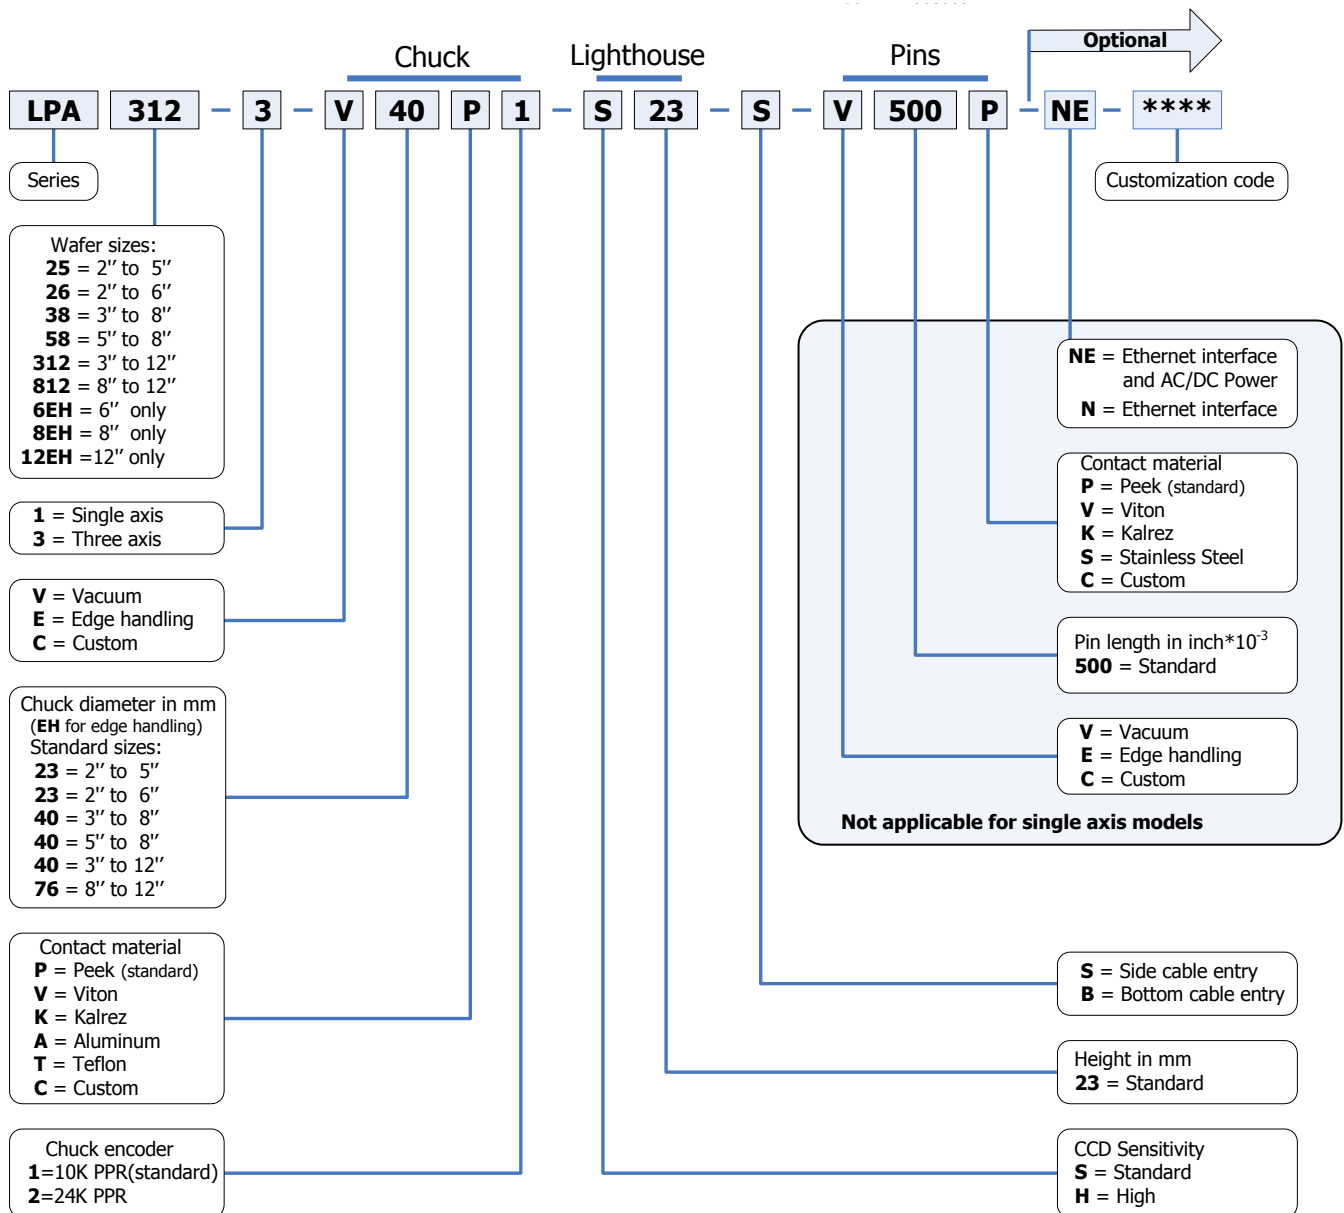 Optional
Chuck Lighthouse Pins
LPA 312 – 3 – V 40 P 1 – S 23 – S – V 500 P – NE – ****
Series
Customization code
Wafer sizes:
25 = 2'' to 5''
26 = 2'' to 6''
38 = 3'' to 8''
58 = 5'' to 8''
312 = 3'' to 12''
812 = 8'' to 12''
6EH = 6'' only
8EH = 8'' only
12EH =12'' only
1 = Single axis
3 = Three axis
V = Vacuum
E = Edge handling
C = Custom
Chuck diameter in mm
(EH for edge handling)
Standard sizes:
23 = 2'' to 5''
23 = 2'' to 6''
40 = 3'' to 8''
40 = 5'' to 8''
40 = 3'' to 12''
76 = 8'' to 12''
Contact material
P = Peek (standard)
V = Viton
K = Kalrez
A = Aluminum
T = Teflon
C = Custom
Chuck encoder
1=10K PPR(standard)
2=24K PPR
NE = Ethernet interface
and AC/DC Power
N = Ethernet interface
Contact material
P = Peek (standard)
V = Viton
K = Kalrez
S = Stainless Steel
C = Custom
Pin length in inch*10⁻³
500 = Standard
V = Vacuum
E = Edge handling
C = Custom
Not applicable for single axis models
S = Side cable entry
B = Bottom cable entry
Height in mm
23 = Standard
CCD Sensitivity
S = Standard
H = High